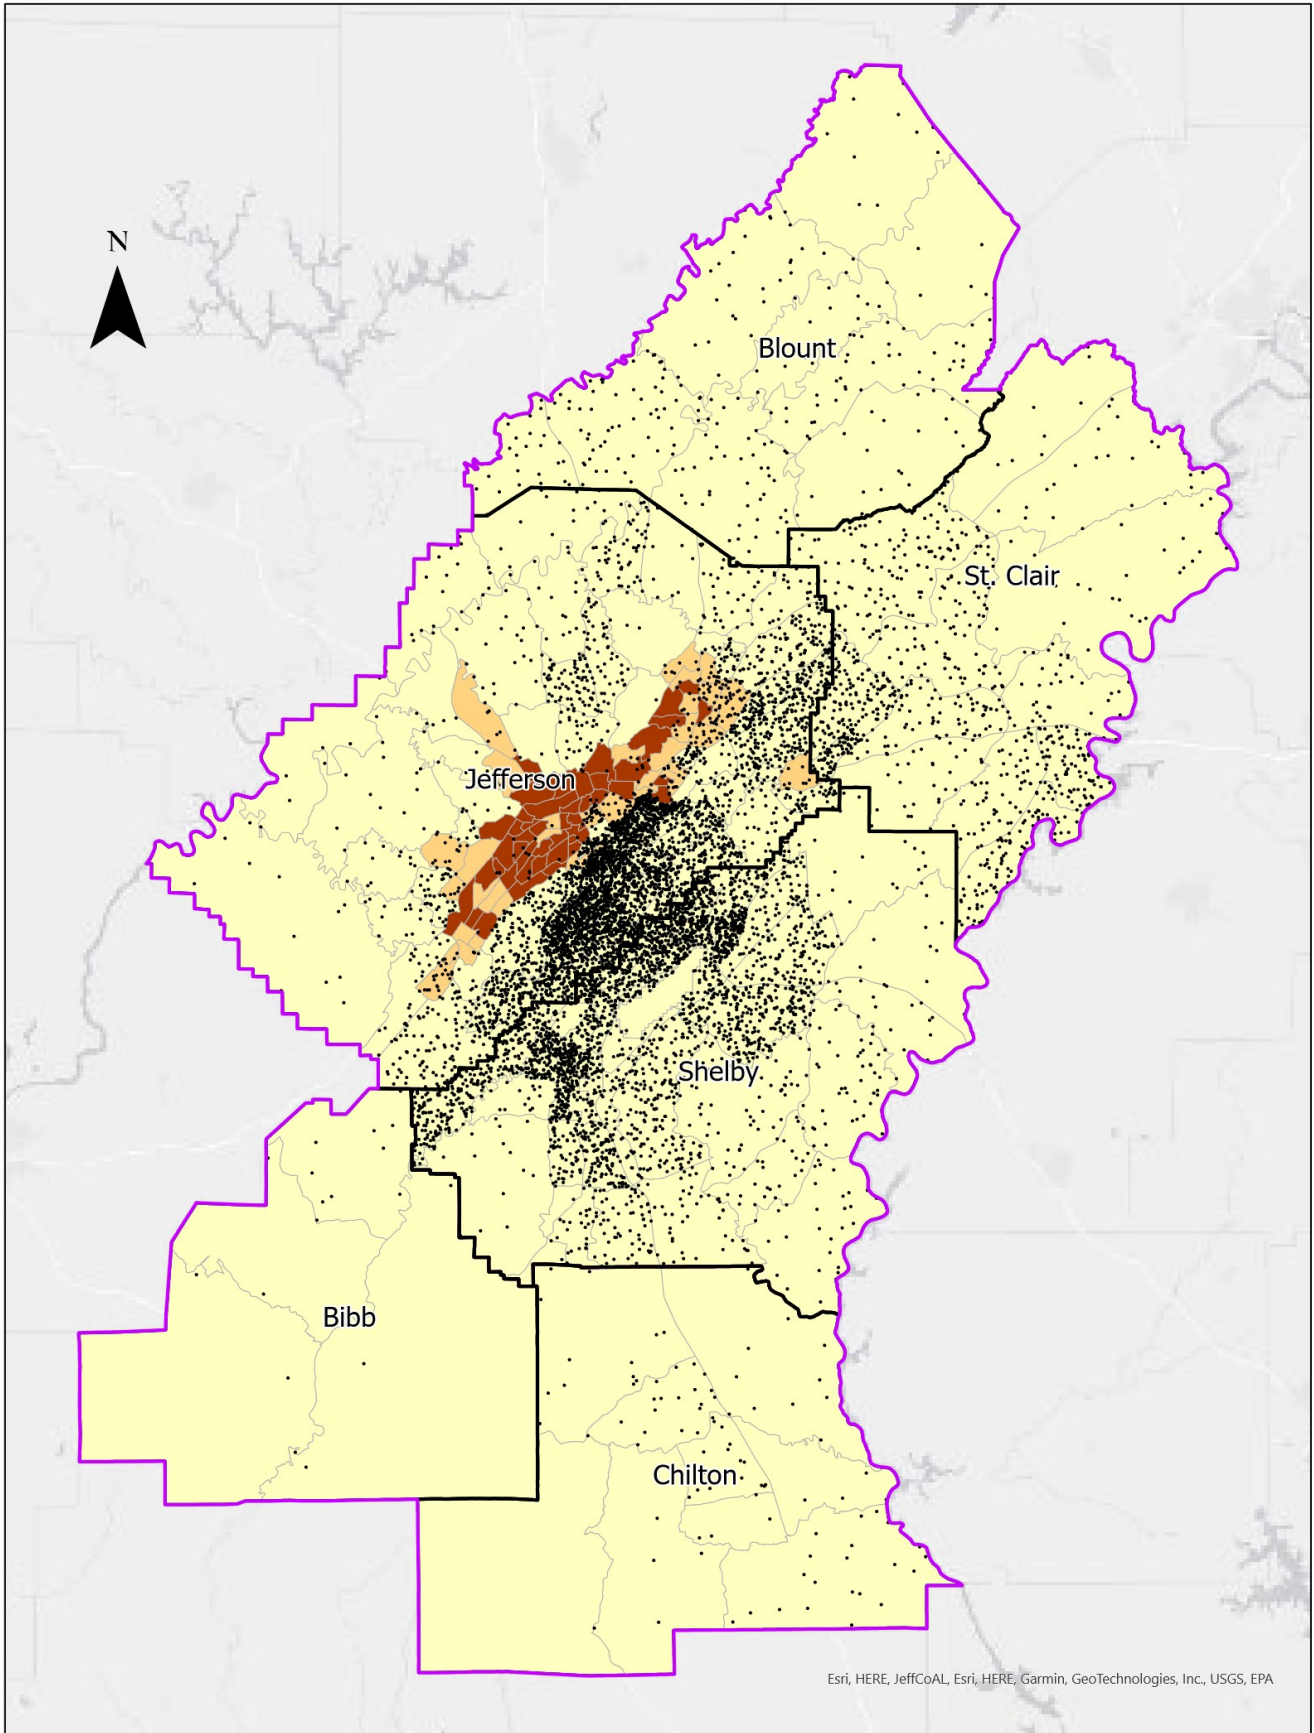 N
Blount
St. Clair
Jefferson
Shelby
Bibb
Chilton
Esri, HERE, JeffCoAL, Esri, HERE, Garmin, GeoTechnologies, Inc., USGS, EPA